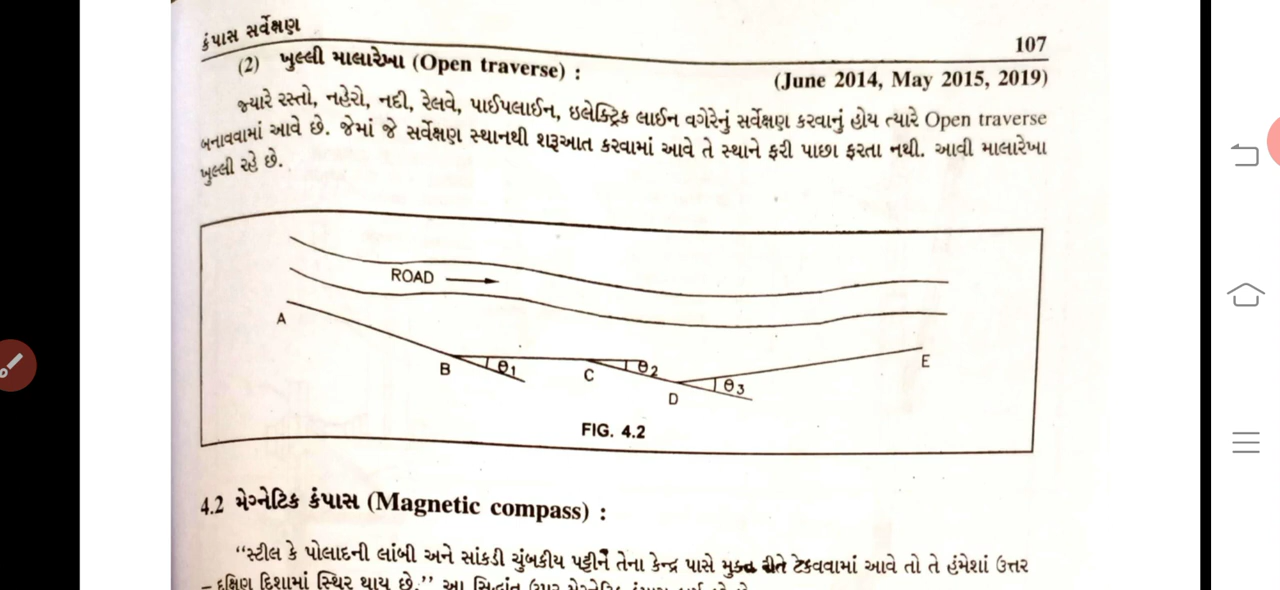 કંપાસ સર્વેક્ષણ
107
(2) ખુલ્લી માલારેખા (Open traverse) :
(June 2014, May 2015, 2019)
જ્યારે રસ્તો, નહેરો, નદી, રેલવે, પાઈપલાઈન, ઇલેક્ટ્રિક લાઈન વગેરેનું સર્વેક્ષણ કરવાનું હોય ત્યારે Open traverse
બનાવવામાં આવે છે. જેમાં જે સર્વેક્ષણ સ્થાનથી શરૂઆત કરવામાં આવે તે સ્થાને ફરી પાછા ફરતા નથી. આવી માલારેખા
ખુલ્લી રહે છે.
ROAD
A
B
θ1
C
θ2
D
θ3
E
FIG. 4.2
4.2 મેગ્નેટિક કંપાસ (Magnetic compass) :
“સ્ટીલ કે પોલાદની લાંબી અને સાંકડી ચુંબકીય પટ્ટીને તેના કેન્દ્ર પાસે મુક્ત રીતે ટેકવવામાં આવે તો તે હંમેશાં ઉત્તર
– દક્ષિણ દિશામાં સ્થિર થાય છે.” આ સિદ્ધાંત ઉપર મેગ્નેટિક કંપાસ